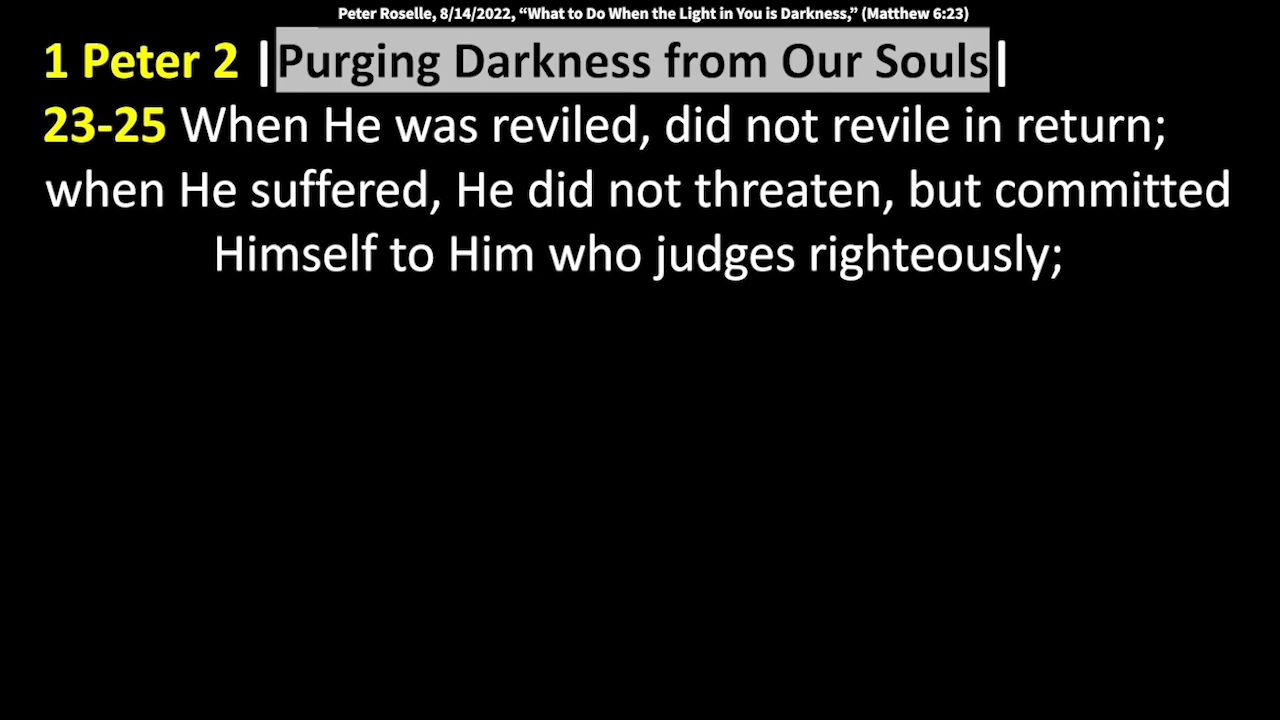 Peter Roselle, 8/14/2022, “What to Do When the Light in You is Darkness,” (Matthew 6:23)
1 Peter 2 |Purging Darkness from Our Souls|
23-25 When He was reviled, did not revile in return;
when He suffered, He did not threaten, but committed
Himself to Him who judges righteously;